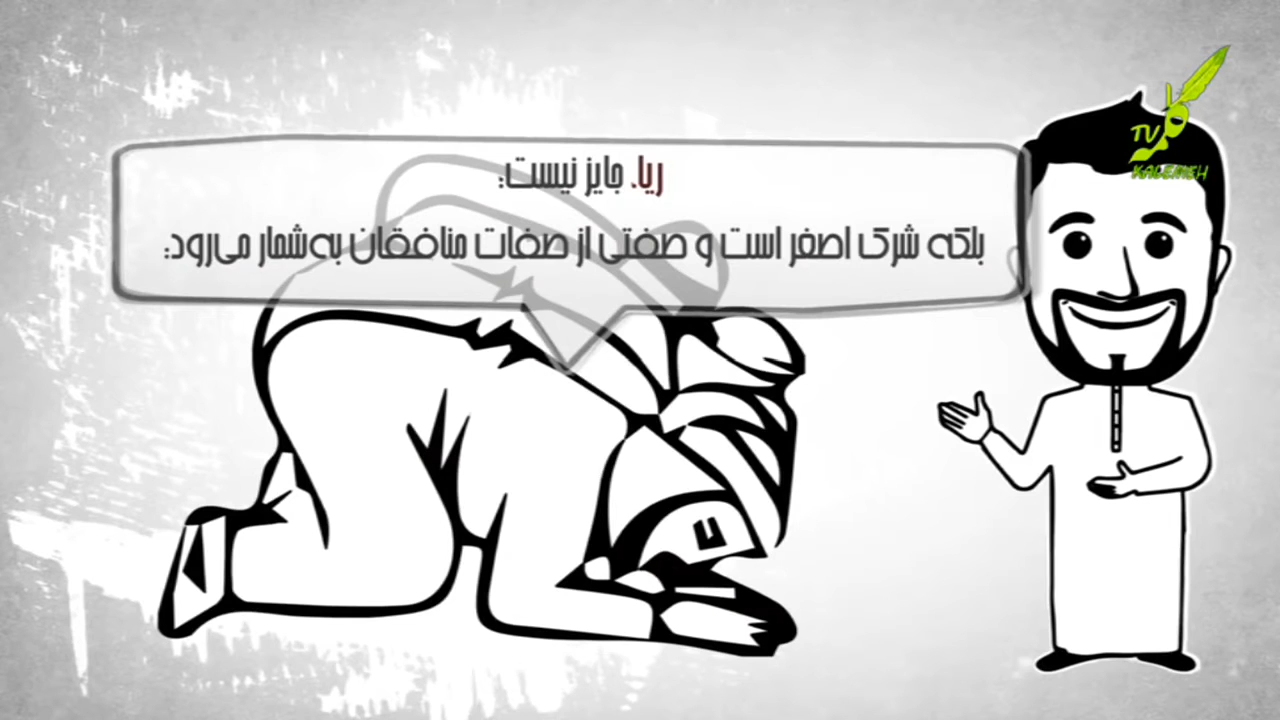 ریا، جایز نیست؛
بلکه شرک اصغر است و صفتی از صفات منافقان به‌شمار می‌رود؛
TV
KALEMEH